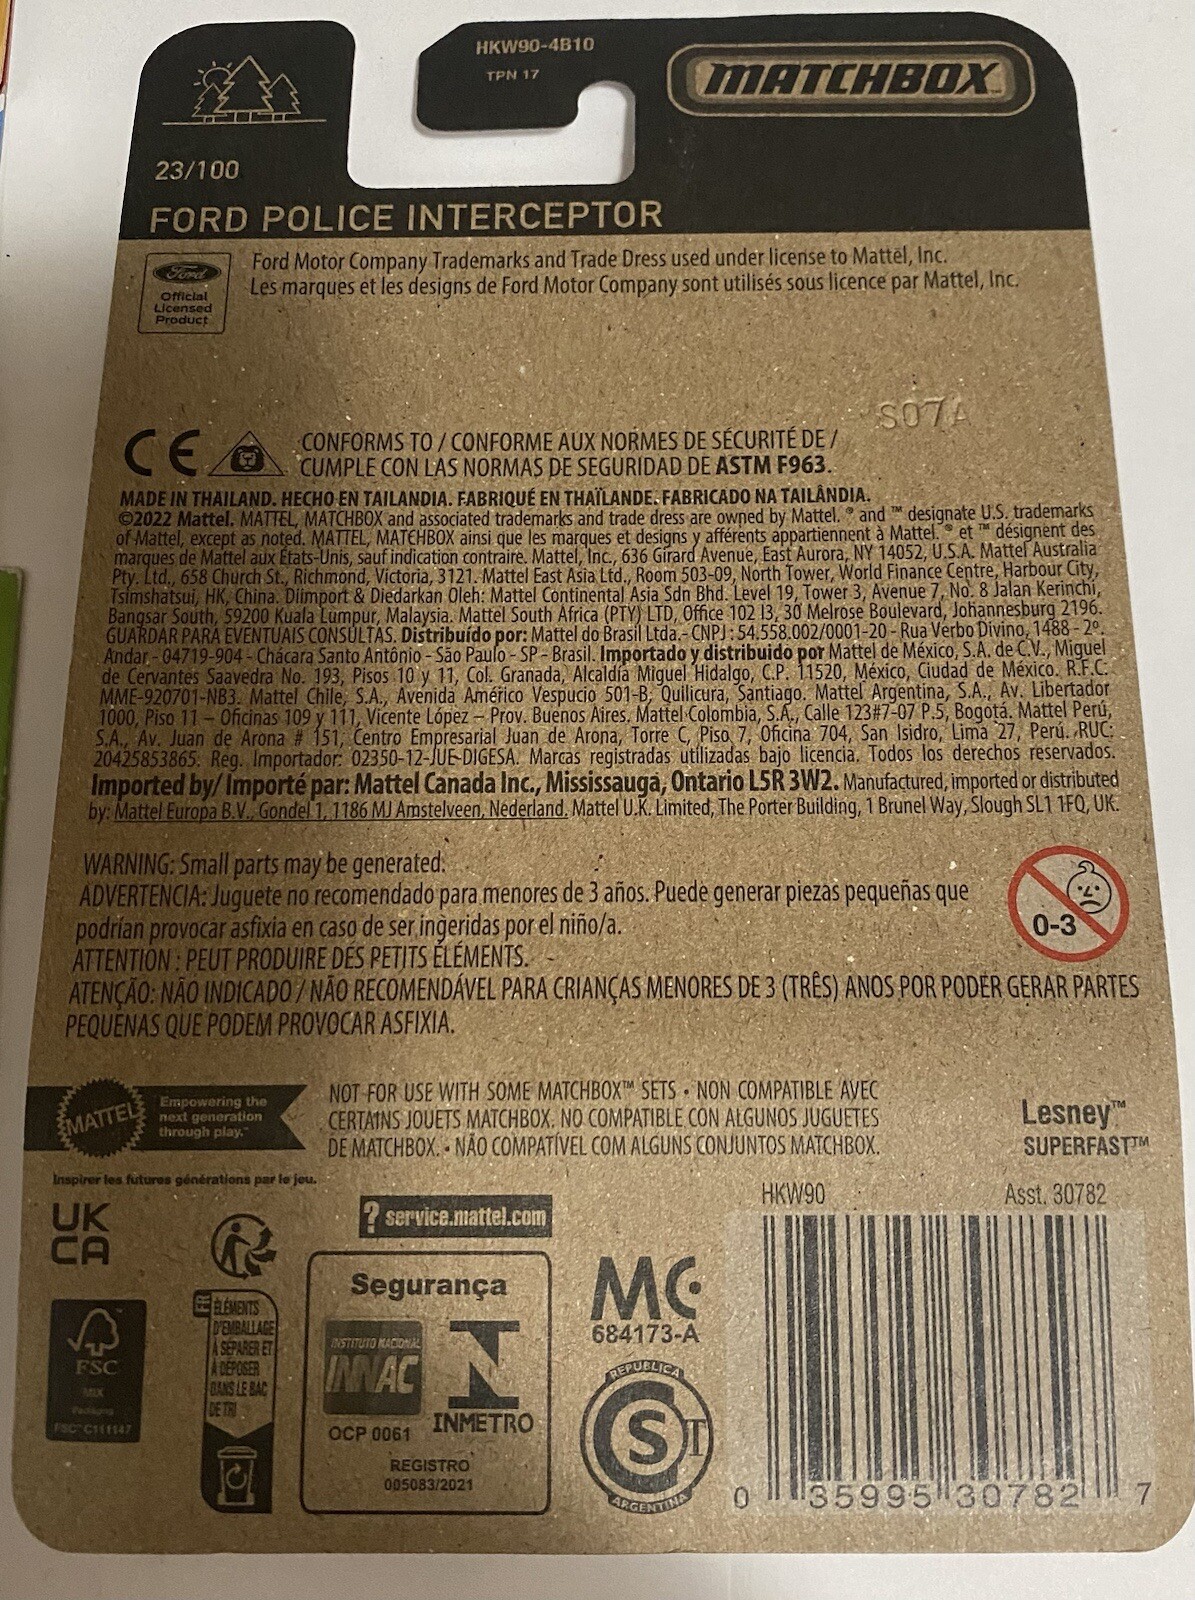 HKW90-4B10
TPN 17
MATCHBOX™
23/100
FORD POLICE INTERCEPTOR
Ford
Official
Licensed
Product
Ford Motor Company Trademarks and Trade Dress used under license to Mattel, Inc.
Les marques et les designs de Ford Motor Company sont utilisés sous licence par Mattel, Inc.
S07A
CE
CONFORMS TO / CONFORME AUX NORMES DE SÉCURITÉ DE /
CUMPLE CON LAS NORMAS DE SEGURIDAD DE ASTM F963.
MADE IN THAILAND. HECHO EN TAILANDIA. FABRIQUÉ EN THAÏLANDE. FABRICADO NA TAILÂNDIA.
©2022 Mattel. MATTEL, MATCHBOX and associated trademarks and trade dress are owned by Mattel. ® and ™ designate U.S. trademarks
of Mattel, except as noted. MATTEL, MATCHBOX ainsi que les marques et designs y afférents appartiennent à Mattel. ® et ™ désignent des
marques de Mattel aux États-Unis, sauf indication contraire. Mattel, Inc., 636 Girard Avenue, East Aurora, NY 14052, U.S.A. Mattel Australia
Pty. Ltd., 658 Church St., Richmond, Victoria, 3121. Mattel East Asia Ltd., Room 503-09, North Tower, World Finance Centre, Harbour City,
Tsimshatsui, HK, China. Diimport & Diedarkan Oleh: Mattel Continental Asia Sdn Bhd. Level 19, Tower 3, Avenue 7, No. 8 Jalan Kerinchi,
Bangsar South, 59200 Kuala Lumpur, Malaysia. Mattel South Africa (PTY) LTD, Office 102 I3, 30 Melrose Boulevard, Johannesburg 2196.
GUARDAR PARA EVENTUAIS CONSULTAS. Distribuído por: Mattel do Brasil Ltda.- CNPJ : 54.558.002/0001-20 - Rua Verbo Divino, 1488 - 2º.
Andar - 04719-904 - Chácara Santo Antônio - São Paulo - SP - Brasil. Importado y distribuido por Mattel de México, S.A. de C.V., Miguel
de Cervantes Saavedra No. 193, Pisos 10 y 11, Col. Granada, Alcaldía Miguel Hidalgo, C.P. 11520, México, Ciudad de México. R.F.C.
MME-920701-NB3. Mattel Chile, S.A., Avenida Américo Vespucio 501-B, Quilicura, Santiago. Mattel Argentina, S.A., Av. Libertador
1000, Piso 11 – Oficinas 109 y 111, Vicente López – Prov. Buenos Aires. Mattel Colombia, S.A., Calle 123#7-07 P.5, Bogotá. Mattel Perú,
S.A., Av. Juan de Arona # 151, Centro Empresarial Juan de Arona, Torre C, Piso 7, Oficina 704, San Isidro, Lima 27, Perú. RUC:
20425853865. Reg. Importador: 02350-12-JUE-DIGESA. Marcas registradas utilizadas bajo licencia. Todos los derechos reservados.
Imported by/ Importé par: Mattel Canada Inc., Mississauga, Ontario L5R 3W2. Manufactured, imported or distributed
by: Mattel Europa B.V., Gondel 1, 1186 MJ Amstelveen, Nederland. Mattel U.K. Limited, The Porter Building, 1 Brunel Way, Slough SL1 1FQ, UK.
WARNING: Small parts may be generated.
ADVERTENCIA: Juguete no recomendado para menores de 3 años. Puede generar piezas pequeñas que
podrían provocar asfixia en caso de ser ingeridas por el niño/a.
ATTENTION : PEUT PRODUIRE DES PETITS ÉLÉMENTS.
ATENÇÃO: NÃO INDICADO / NÃO RECOMENDÁVEL PARA CRIANÇAS MENORES DE 3 (TRÊS) ANOS POR PODER GERAR PARTES
PEQUENAS QUE PODEM PROVOCAR ASFIXIA.
0-3
MATTEL
Empowering the
next generation
through play.™
Inspirer les futures générations par le jeu.
NOT FOR USE WITH SOME MATCHBOX™ SETS • NON COMPATIBLE AVEC
CERTAINS JOUETS MATCHBOX. NO COMPATIBLE CON ALGUNOS JUGUETES
DE MATCHBOX. • NÃO COMPATÍVEL COM ALGUNS CONJUNTOS MATCHBOX.
Lesney™
SUPERFAST™
HKW90
Asst. 30782
UK
CA
? service.mattel.com
FSC
MIX
Packaging
FSC™ C111147
FR
ÉLÉMENTS
D'EMBALLAGE
À SÉPARER ET
À DÉPOSER
DANS LE BAC
DE TRI
Segurança
INSTITUTO NACIONAL
INNAC
OCP 0061
INMETRO
REGISTRO
005083/2021
MC
684173-A
REPUBLICA
S T
ARGENTINA
0 35995 30782 7